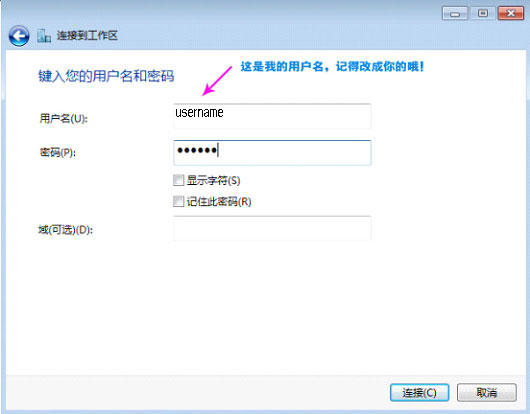 连接到工作区
键入您的用户名和密码
这是我的用户名，记得改成你的哦！
用户名(U):
username
密码(P):
●●●●●●
显示字符(S)
记住此密码(R)
域(可选)(D):
连接(C)
取消